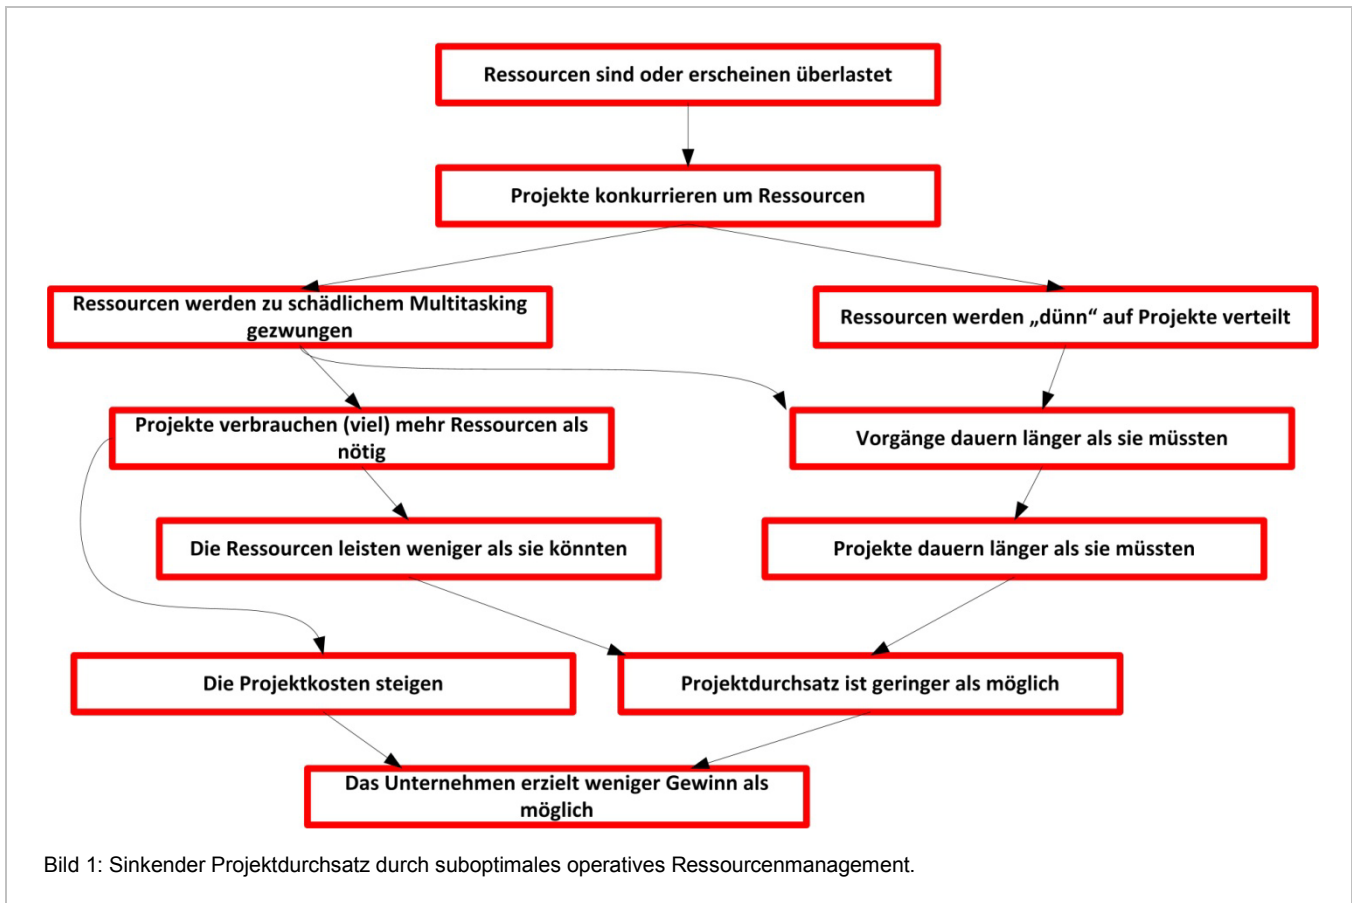 Ressourcen sind oder erscheinen überlastet
Projekte konkurrieren um Ressourcen
Ressourcen werden zu schädlichem Multitasking
gezwungen
Ressourcen werden „dünn“ auf Projekte verteilt
Projekte verbrauchen (viel) mehr Ressourcen als
nötig
Vorgänge dauern länger als sie müssten
Die Ressourcen leisten weniger als sie könnten
Projekte dauern länger als sie müssten
Die Projektkosten steigen
Projektdurchsatz ist geringer als möglich
Das Unternehmen erzielt weniger Gewinn als
möglich
Bild 1: Sinkender Projektdurchsatz durch suboptimales operatives Ressourcenmanagement.